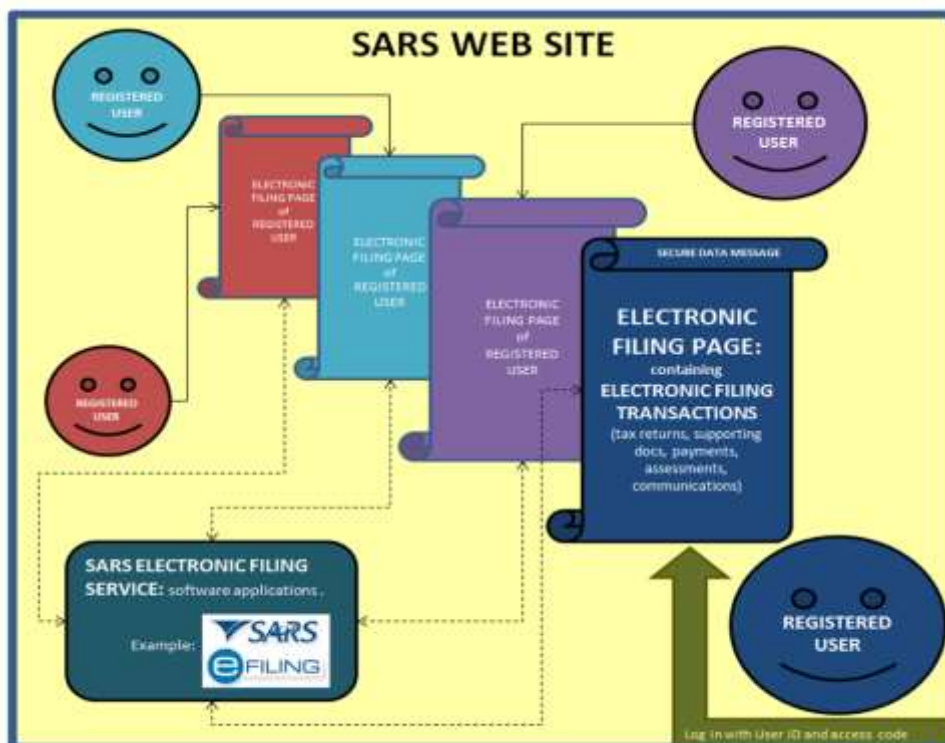 SARS WEB SITE
REGISTERED
USER
REGISTERED
USER
ELECTRONIC
FILING PAGE
of
REGISTERED
USER
ELECTRONIC
FILING PAGE
of
REGISTERED
USER
ELECTRONIC
FILING PAGE
of
REGISTERED
USER
SECURE DATA MESSAGE
ELECTRONIC
FILING PAGE:
containing
ELECTRONIC FILING
TRANSACTIONS
(tax returns, supporting
docs, payments,
assessments,
communications)
REGISTERED
USER
SARS ELECTRONIC FILING
SERVICE: software applications .
Example:
SARS
e FILING
REGISTERED
USER
Log in with User ID and access code